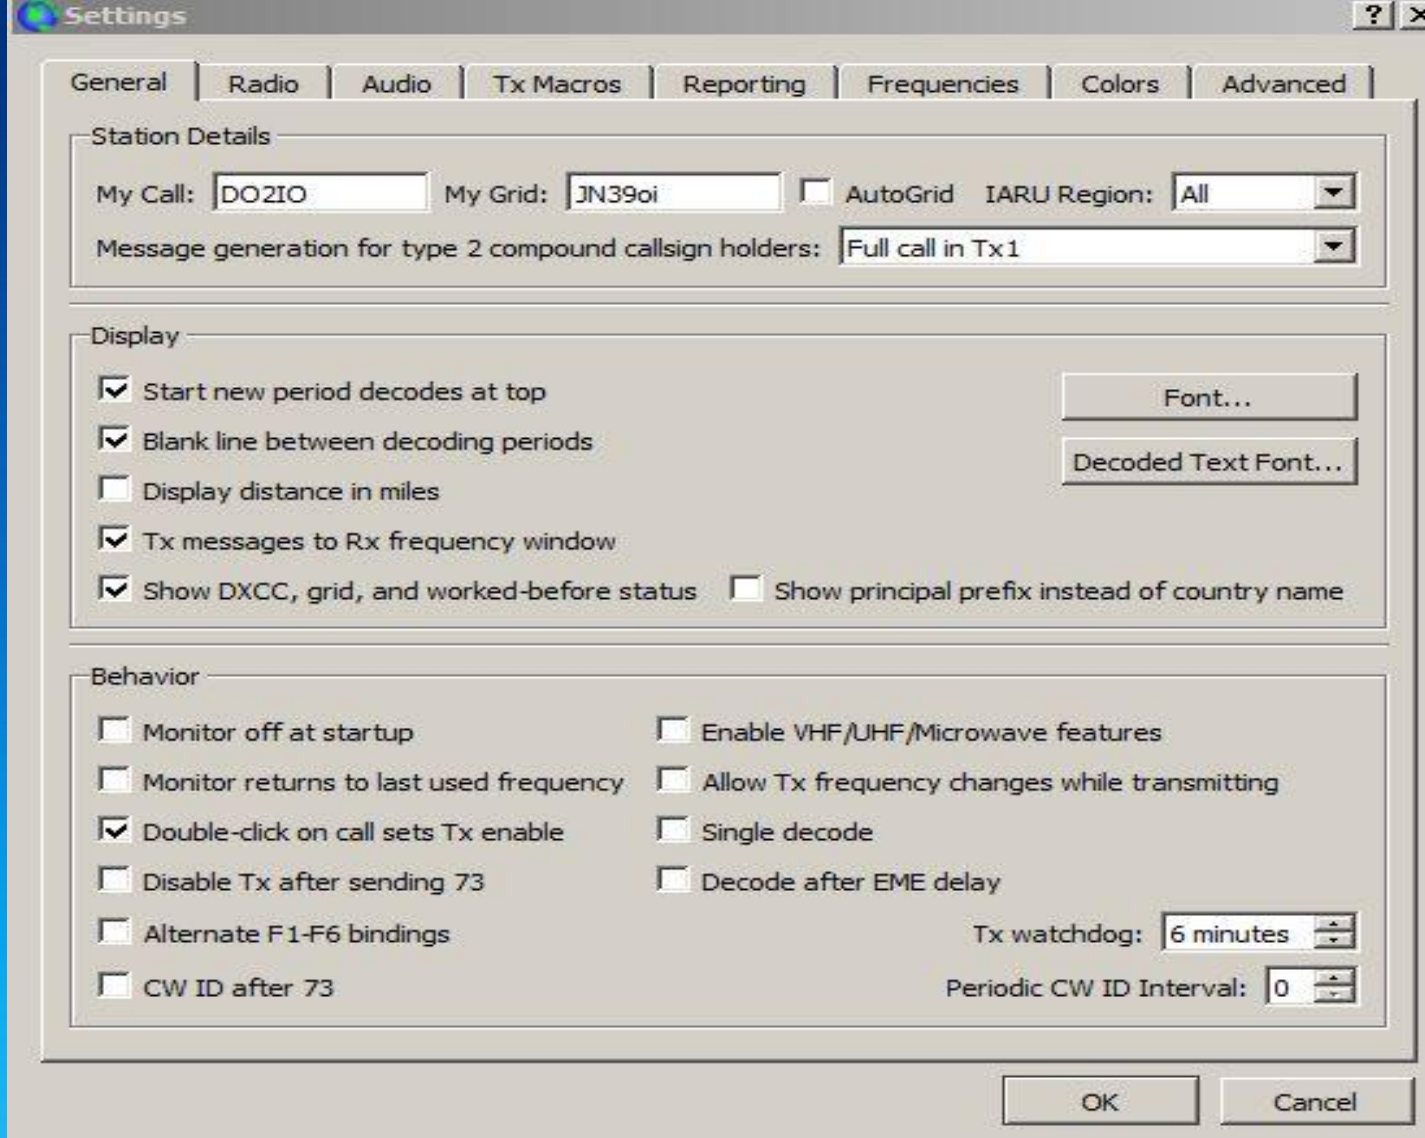 Settings
General Radio Audio Tx Macros Reporting Frequencies Colors Advanced
Station Details
My Call: DO2IO My Grid: JN39oi AutoGrid IARU Region: All
Message generation for type 2 compound callsign holders: Full call in Tx1
Display
Start new period decodes at top
Font...
Blank line between decoding periods
Decoded Text Font...
Display distance in miles
Tx messages to Rx frequency window
Show DXCC, grid, and worked-before status Show principal prefix instead of country name
Behavior
Monitor off at startup Enable VHF/UHF/Microwave features
Monitor returns to last used frequency Allow Tx frequency changes while transmitting
Double-click on call sets Tx enable Single decode
Disable Tx after sending 73 Decode after EME delay
Alternate F1-F6 bindings Tx watchdog: 6 minutes
CW ID after 73 Periodic CW ID Interval: 0
OK Cancel